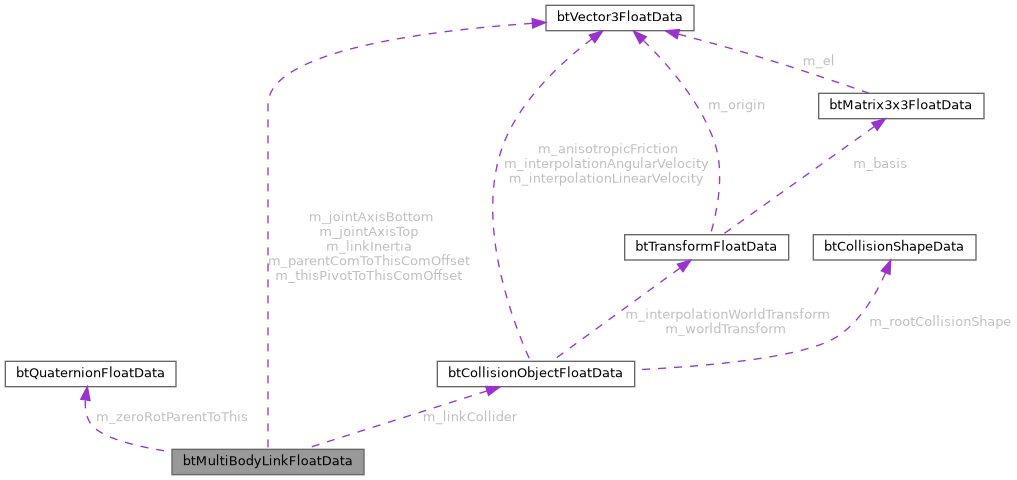 btVector3FloatData
m_el
btMatrix3x3FloatData
m_origin
m_anisotropicFriction
m_interpolationAngularVelocity
m_interpolationLinearVelocity
m_basis
m_jointAxisBottom
m_jointAxisTop
m_linkInertia
m_parentComToThisComOffset
m_thisPivotToThisComOffset
btTransformFloatData
btCollisionShapeData
m_interpolationWorldTransform
m_worldTransform
m_rootCollisionShape
btQuaternionFloatData
btCollisionObjectFloatData
m_zeroRotParentToThis
m_linkCollider
btMultiBodyLinkFloatData